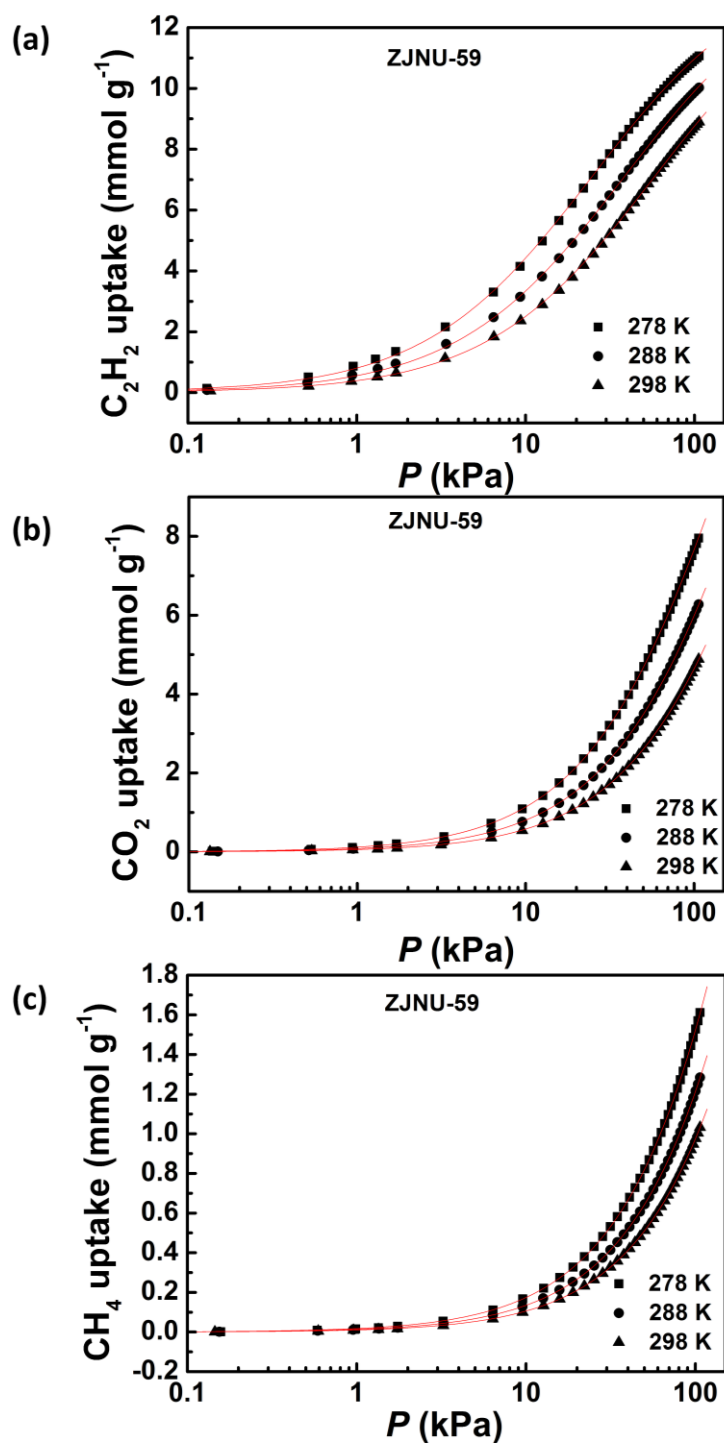 (a)
ZJNU-59
C₂H₂ uptake (mmol g⁻¹)
12
10
8
6
4
2
0
278 K
288 K
298 K
0.1 1 10 100
P (kPa)
(b)
ZJNU-59
CO₂ uptake (mmol g⁻¹)
8
6
4
2
0
278 K
288 K
298 K
0.1 1 10 100
P (kPa)
(c)
ZJNU-59
CH₄ uptake (mmol g⁻¹)
1.8
1.6
1.4
1.2
1.0
0.8
0.6
0.4
0.2
0.0
-0.2
278 K
288 K
298 K
0.1 1 10 100
P (kPa)